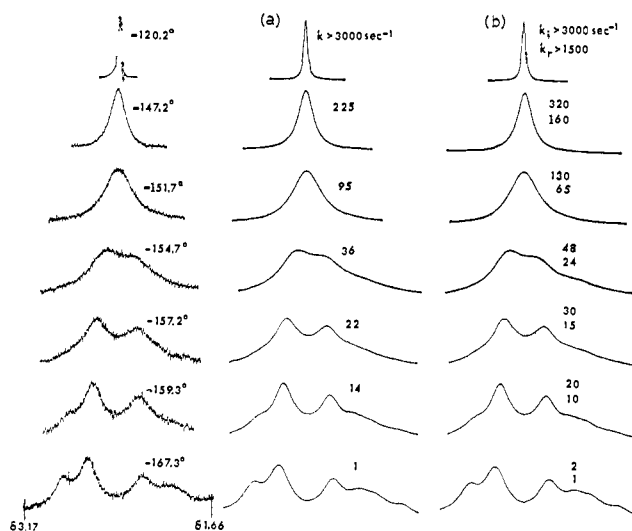 (a) (b)
-120.2° k > 3000 sec⁻¹ kᵢ > 3000 sec⁻¹
kᵣ > 1500
-147.2° 225 320
160
-151.7° 95 130
65
-154.7° 36 48
24
-157.2° 22 30
15
-159.3° 14 20
10
-167.3° 1 2
1
δ3.17 δ1.66